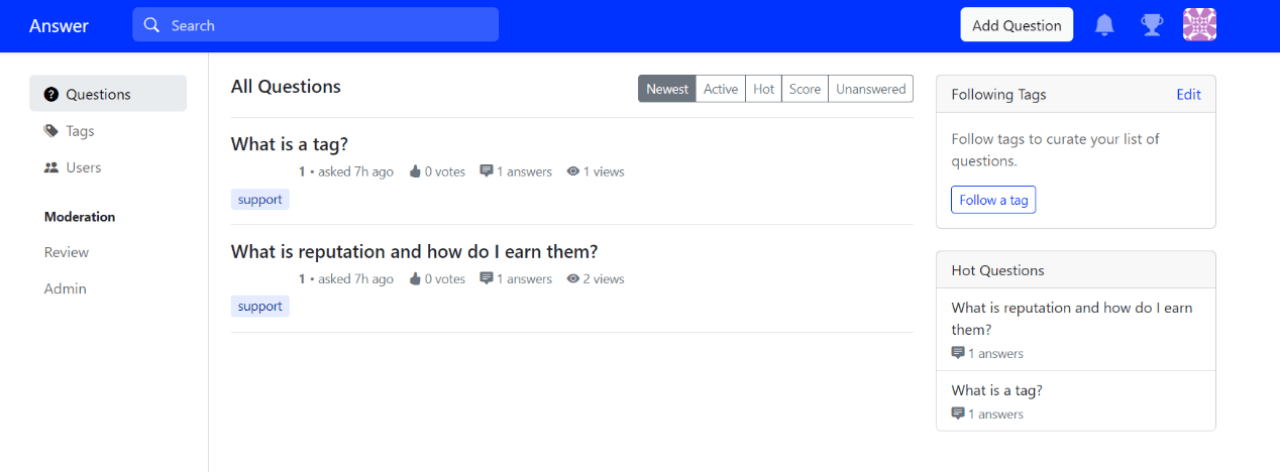 Answer
Search
Add Question
Questions
Tags
Users
Moderation
Review
Admin
All Questions
Newest Active Hot Score Unanswered
What is a tag?
1 • asked 7h ago 0 votes 1 answers 1 views
support
What is reputation and how do I earn them?
1 • asked 7h ago 0 votes 1 answers 2 views
support
Following Tags Edit
Follow tags to curate your list of
questions.
Follow a tag
Hot Questions
What is reputation and how do I earn
them?
1 answers
What is a tag?
1 answers